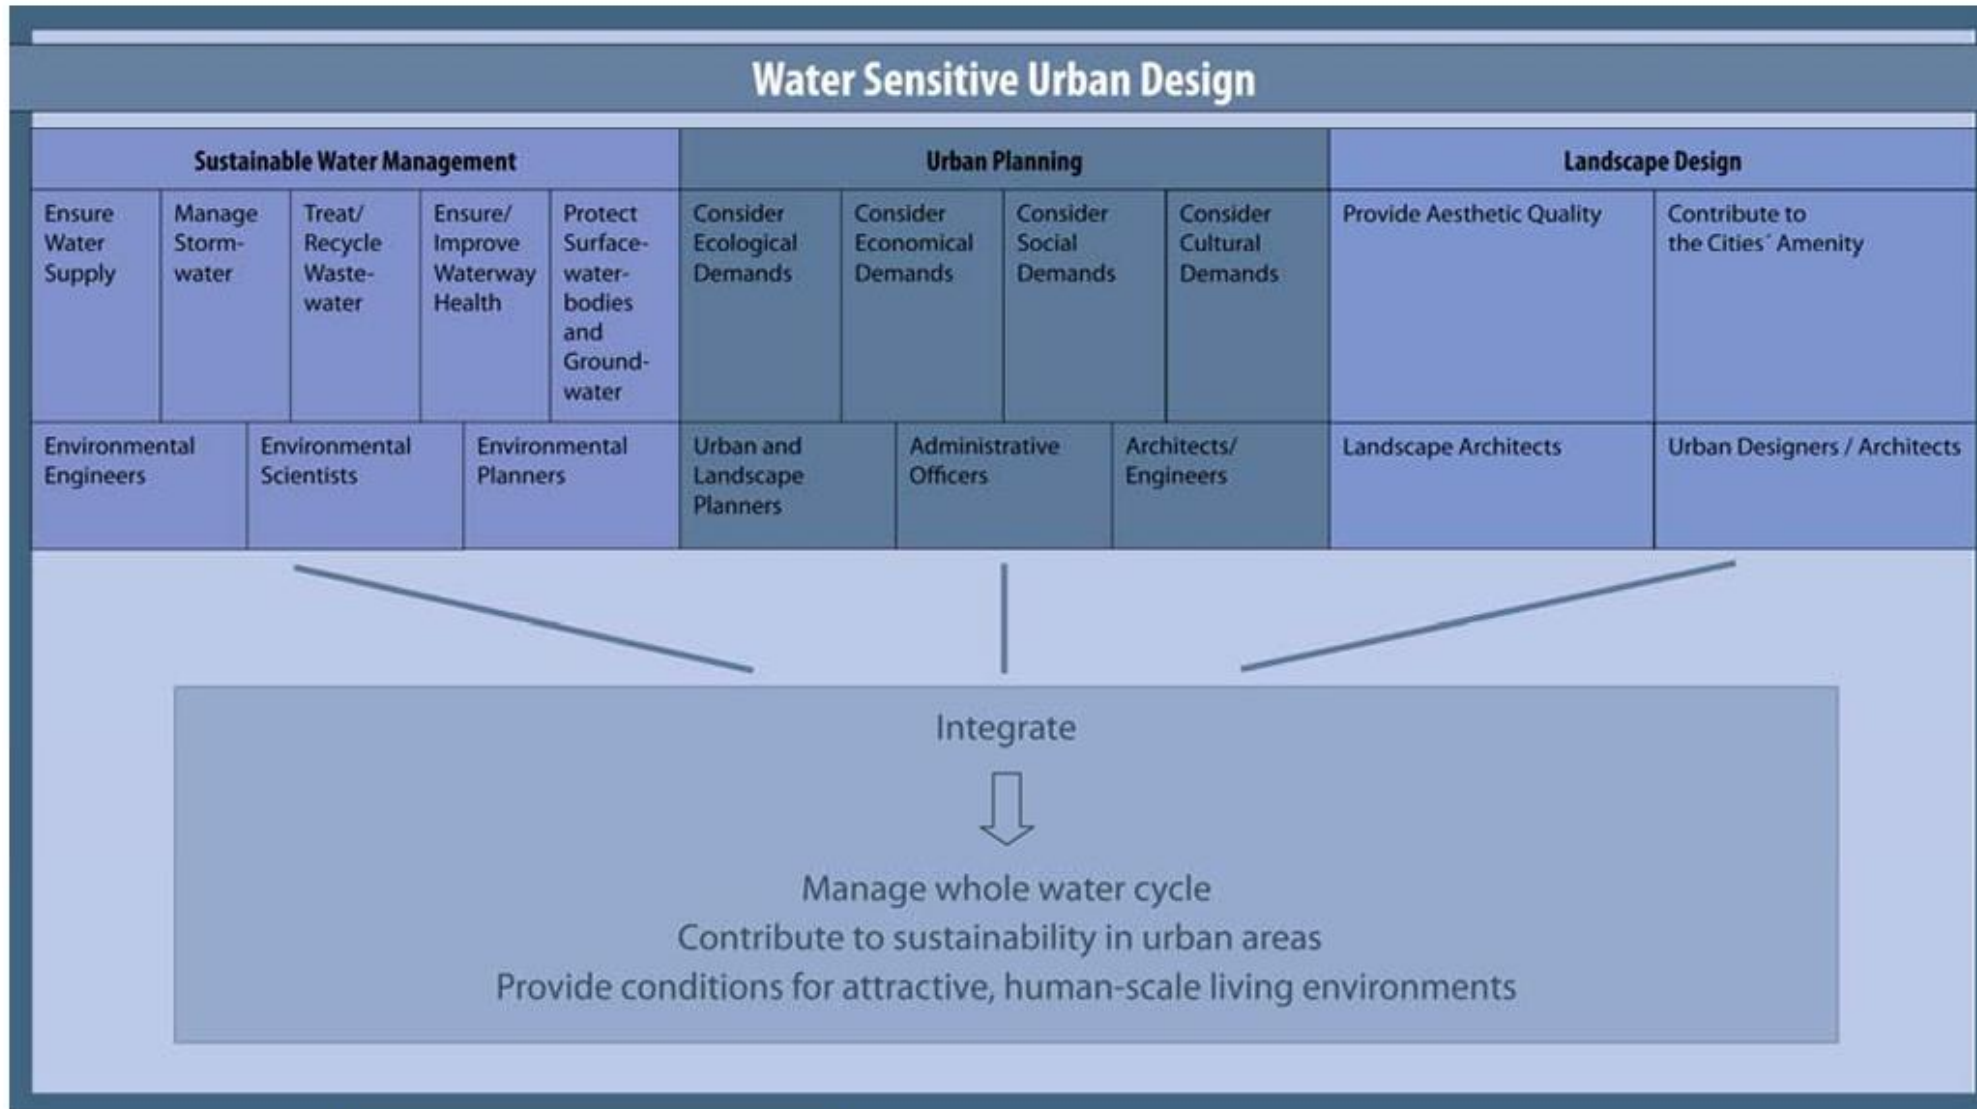 Water Sensitive Urban Design
Sustainable Water Management
Urban Planning
Landscape Design
Ensure
Water
Supply
Manage
Storm-
water
Treat/
Recycle
Waste-
water
Ensure/
Improve
Waterway
Health
Protect
Surface-
water-
bodies
and
Ground-
water
Consider
Ecological
Demands
Consider
Economical
Demands
Consider
Social
Demands
Consider
Cultural
Demands
Provide Aesthetic Quality
Contribute to
the Cities´ Amenity
Environmental
Engineers
Environmental
Scientists
Environmental
Planners
Urban and
Landscape
Planners
Administrative
Officers
Architects/
Engineers
Landscape Architects
Urban Designers / Architects
Integrate
Manage whole water cycle
Contribute to sustainability in urban areas
Provide conditions for attractive, human-scale living environments